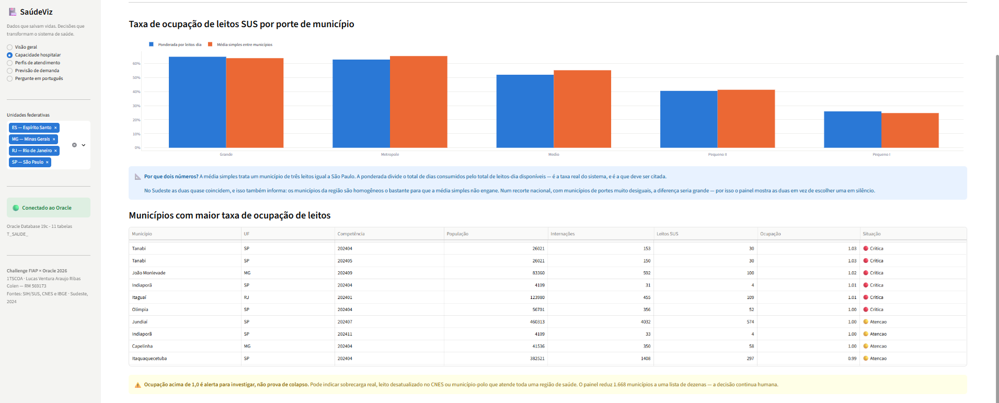 SaúdeViz
Dados que salvam vidas. Decisões que
transformam o sistema de saúde.
Visão geral
Capacidade hospitalar
Perfis de atendimento
Previsão de demanda
Pergunte em português
Unidades federativas
ES — Espírito Santo ×
MG — Minas Gerais ×
RJ — Rio de Janeiro ×
SP — São Paulo ×
Conectado ao Oracle
Oracle Database 19c - 11 tabelas
T_SAUDE_
Challenge FIAP × Oracle 2026
1TSCOA · Lucas Ventura Araujo Ribas
Colen — RM 569173
Fontes: SIH/SUS, CNES e IBGE · Sudeste,
2024
Taxa de ocupação de leitos SUS por porte de município
Ponderada por leitos-dia Média simples entre municípios
60%
50%
40%
30%
20%
10%
0%
Grande Metropole Medio Pequeno II Pequeno I
Por que dois números? A média simples trata um município de três leitos igual a São Paulo. A ponderada divide o total de dias consumidos pelo total de leitos-dia disponíveis — é a taxa real do sistema, e é a que deve ser citada.
No Sudeste as duas quase coincidem, e isso também informa: os municípios da região são homogêneos o bastante para que a média simples não engane. Num recorte nacional, com municípios de portes muito desiguais, a diferença seria grande — por isso o painel mostra as duas em vez de escolher uma em silêncio.
Municípios com maior taxa de ocupação de leitos
Município UF Competência População Internações Leitos SUS Ocupação Situação
Tanabi SP 202404 26021 153 30 1.03 Critica
Tanabi SP 202405 26021 150 30 1.03 Critica
João Monlevade MG 202409 83360 592 100 1.02 Critica
Indiaporã SP 202404 4109 31 4 1.01 Critica
Itaguaí RJ 202401 123980 455 109 1.01 Critica
Olímpia SP 202404 56701 356 52 1.00 Critica
Jundiaí SP 202407 460313 4032 574 1.00 Atencao
Indiaporã SP 202411 4109 33 4 1.00 Atencao
Capelinha MG 202404 41536 350 58 1.00 Atencao
Itaquaquecetuba SP 202404 382521 1408 297 0.99 Atencao
Ocupação acima de 1,0 é alerta para investigar, não prova de colapso. Pode indicar sobrecarga real, leito desatualizado no CNES ou município-polo que atende toda uma região de saúde. O painel reduz 1.668 municípios a uma lista de dezenas — a decisão continua humana.